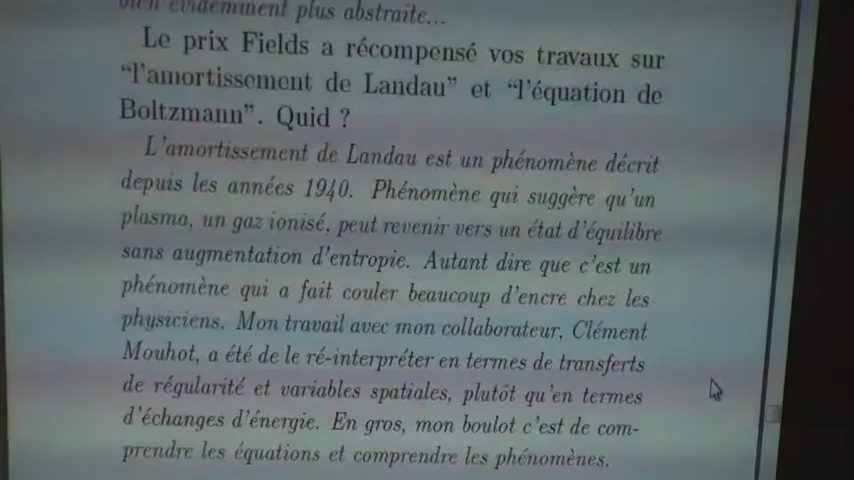 bien évidemment plus abstraite...
Le prix Fields a récompensé vos travaux sur
“l’amortissement de Landau” et “l’équation de
Boltzmann”. Quid ?
L’amortissement de Landau est un phénomène décrit
depuis les années 1940. Phénomène qui suggère qu’un
plasma, un gaz ionisé, peut revenir vers un état d’équilibre
sans augmentation d’entropie. Autant dire que c’est un
phénomène qui a fait couler beaucoup d’encre chez les
physiciens. Mon travail avec mon collaborateur, Clément
Mouhot, a été de le ré-interpréter en termes de transferts
de régularité et variables spatiales, plutôt qu’en termes
d’échanges d’énergie. En gros, mon boulot c’est de com-
prendre les équations et comprendre les phénomènes.